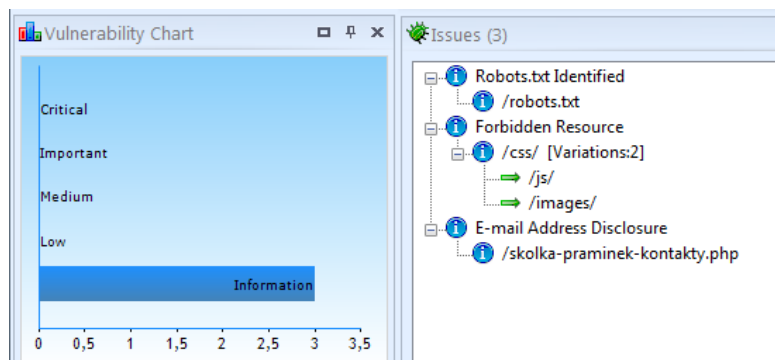 Vulnerability Chart
Critical
Important
Medium
Low
Information
0 0,5 1 1,5 2 2,5 3 3,5
Issues (3)
Robots.txt Identified
/robots.txt
Forbidden Resource
/css/ [Variations:2]
/js/
/images/
E-mail Address Disclosure
/skolka-praminek-kontakty.php